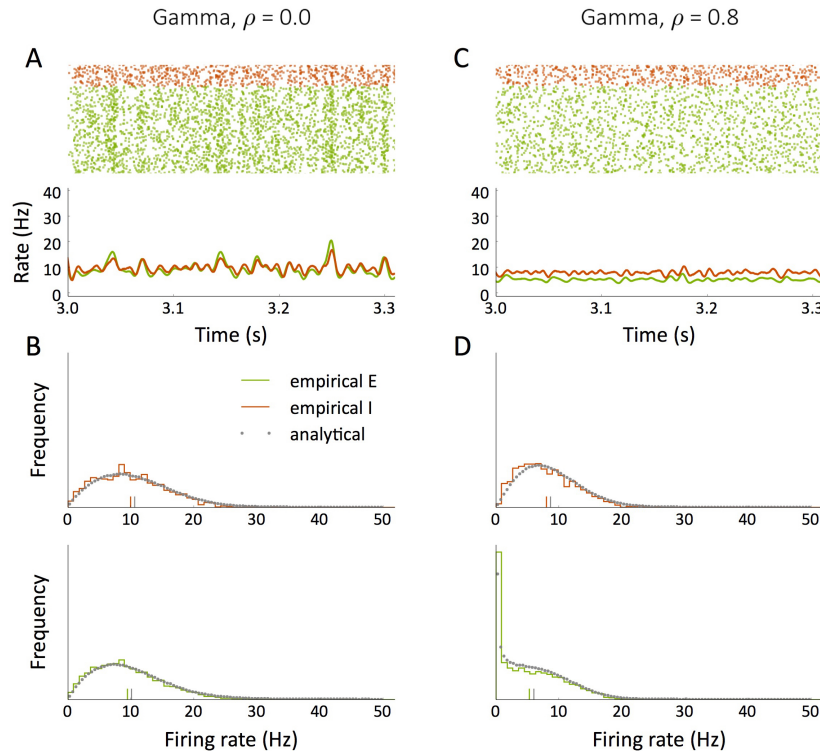 Gamma, ρ = 0.0
Gamma, ρ = 0.8
A
C
40
30
20
10
0
Rate (Hz)
3.0 3.1 3.2 3.3
Time (s)
40
30
20
10
0
3.0 3.1 3.2 3.3
Time (s)
B
Frequency
empirical E
empirical I
analytical
0 10 20 30 40 50
Frequency
0 10 20 30 40 50
Firing rate (Hz)
D
0 10 20 30 40 50
0 10 20 30 40 50
Firing rate (Hz)